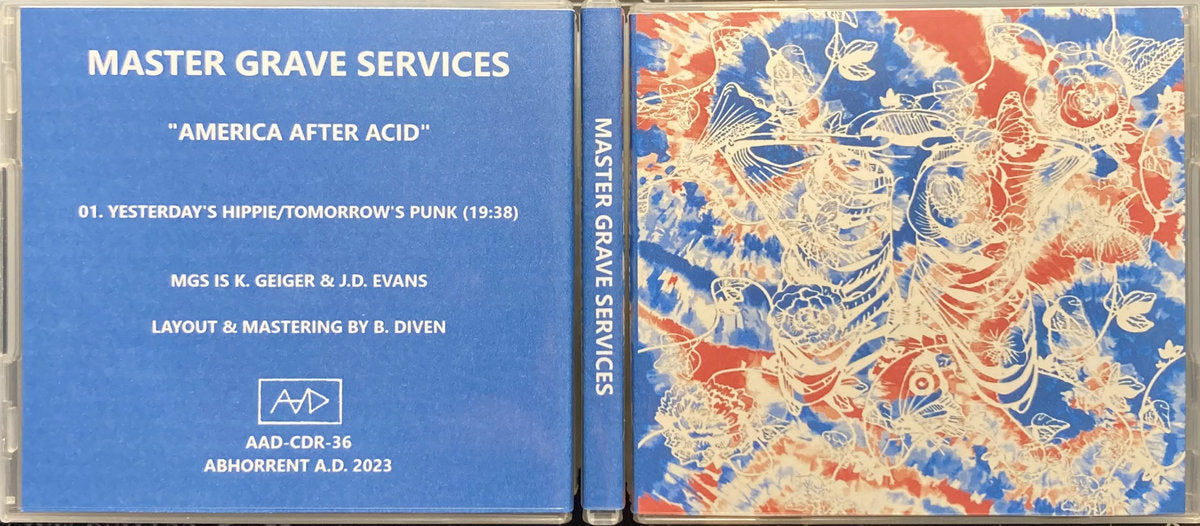 MASTER GRAVE SERVICES
"AMERICA AFTER ACID"
01. YESTERDAY'S HIPPIE/TOMORROW'S PUNK (19:38)
MGS IS K. GEIGER & J.D. EVANS
LAYOUT & MASTERING BY B. DIVEN
AAD
AAD-CDR-36
ABHORRENT A.D. 2023
MASTER GRAVE SERVICES